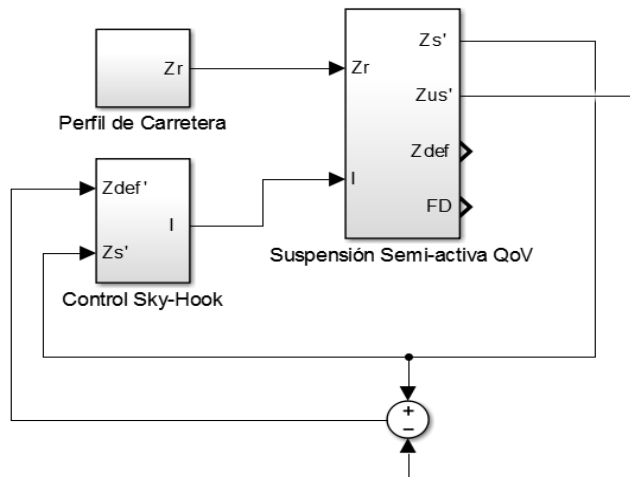 Zr
Perfil de Carretera
Zr
I
Zs'
Zus'
Zdef
FD
Suspensión Semi-activa QoV
Zdef'
Zs'
I
Control Sky-Hook
+
−